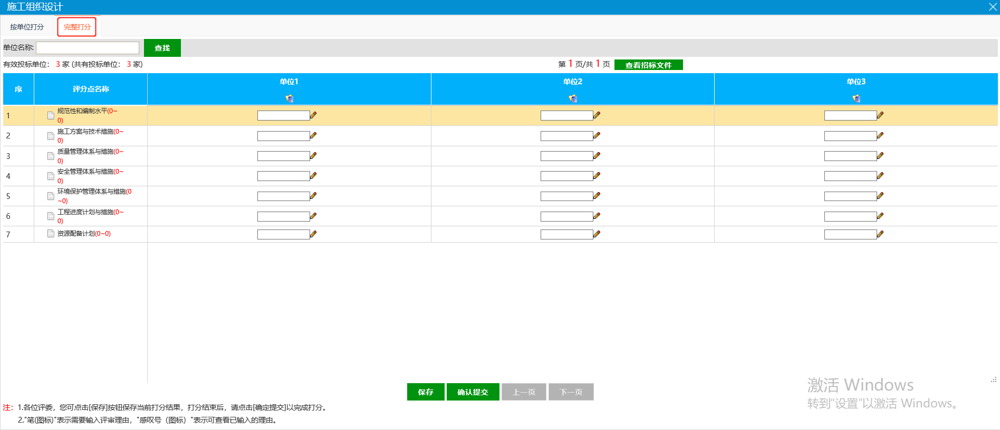 施工组织设计
按单位打分 完整打分
单位名称: 查找
有效投标单位： 3 家 (共有投标单位： 3 家) 第 1 页/共 1 页 查看招标文件
序 评分点名称 单位1 单位2 单位3
1 规范性和编制水平(0~
0)
2 施工方案与技术措施(0~
0)
3 质量管理体系与措施(0~
0)
4 安全管理体系与措施(0~
0)
5 环境保护管理体系与措施(0
~0)
6 工程进度计划与措施(0~
0)
7 资源配备计划(0~0)
保存 确认提交 上一页 下一页
激活 Windows
转到"设置"以激活 Windows。
注： 1.各位评委，您可点击[保存]按钮保存当前打分结果，打分结束后，请点击[确定提交]以完成打分。
2."笔(图标)"表示需要输入评审理由，"感叹号（图标）"表示可查看已输入的理由。